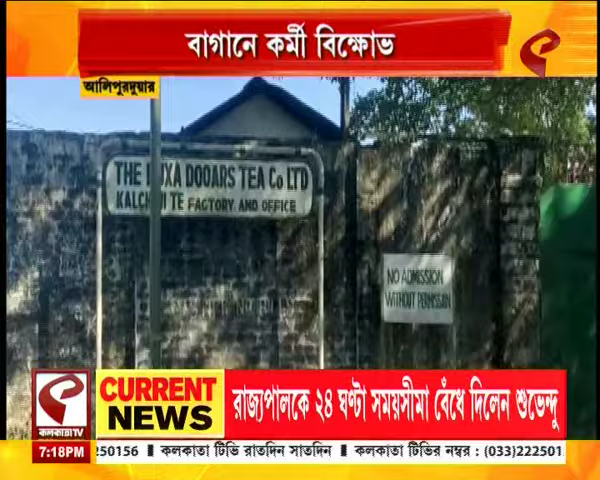 বাগানে কর্মী বিক্ষোভ
আলিপুরদুয়ার
THE BUXA DOOARS TEA Co LTD
KALCHINI TE FACTORY AND OFFICE
NO ADMISSION
WITHOUT PERMISSION
কলকাতাTV
CURRENT
NEWS
রাজ্যপালকে ২৪ ঘণ্টা সময়সীমা বেঁধে দিলেন শুভেন্দু
7:18PM
250156 ॥ কলকাতা টিভি রাতদিন সাতদিন ॥ কলকাতা টিভির নম্বর : (033)222501